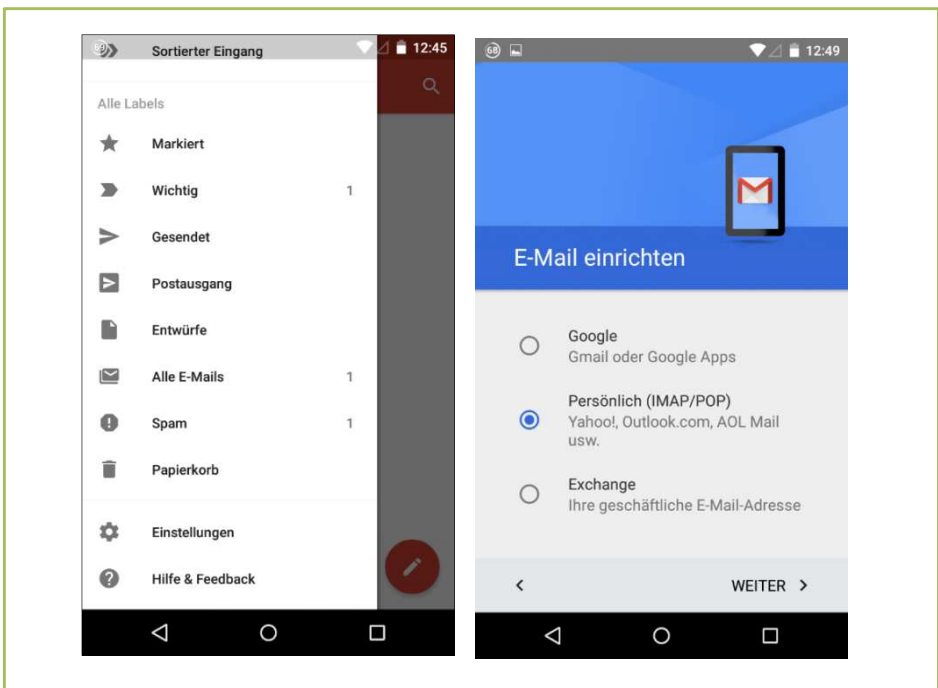 Sortierter Eingang
12:45
Alle Labels
Markiert
Wichtig 1
Gesendet
Postausgang
Entwürfe
Alle E-Mails 1
Spam 1
Papierkorb
Einstellungen
Hilfe & Feedback
68
12:49
E-Mail einrichten
Google
Gmail oder Google Apps
Persönlich (IMAP/POP)
Yahoo!, Outlook.com, AOL Mail
usw.
Exchange
Ihre geschäftliche E-Mail-Adresse
WEITER